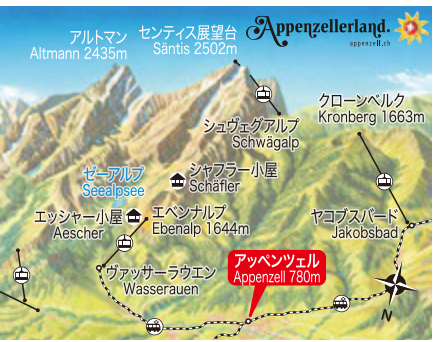 アルトマン
Altmann 2435m
センティス展望台
Säntis 2502m
Appenzellerland.
appenzell.ch
クローンベルク
Kronberg 1663m
シュヴェグアルプ
Schwägalp
ゼーアルプ
Seealpsee
シャフラー小屋
Schäfler
エッシャー小屋
Aescher
エベンナルプ
Ebenalp 1644m
ヤコブスバード
Jakobsbad
ヴァッサーラウエン
Wasserauen
アッペンツェル
Appenzell 780m
N